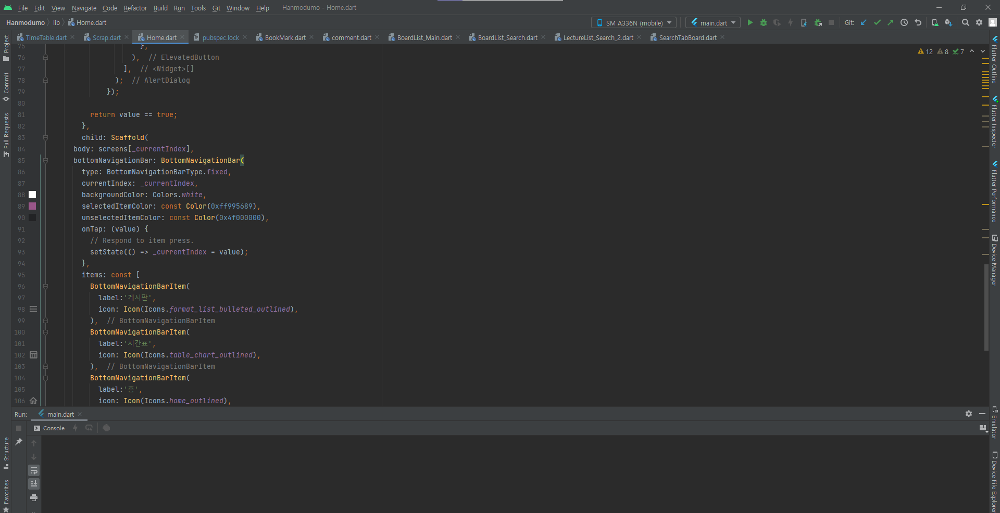 File Edit View Navigate Code Refactor Build Run Tools Git Window Help Hanmodumo - Home.dart
Hanmodumo lib Home.dart SM A336N (mobile) main.dart Git:
TimeTable.dart Scrap.dart Home.dart pubspec.lock BookMark.dart comment.dart BoardList_Main.dart BoardList_Search.dart LectureList_Search_2.dart SearchTabBoard.dart
12 8 7
75 },
76 ), // ElevatedButton
77 ], // <Widget>[]
78 ); // AlertDialog
79 });
80
81 return value == true;
82 },
83 child: Scaffold(
84 body: screens[_currentIndex],
85 bottomNavigationBar: BottomNavigationBar(
86 type: BottomNavigationBarType.fixed,
87 currentIndex: _currentIndex,
88 backgroundColor: Colors.white,
89 selectedItemColor: const Color(0xff995689),
90 unselectedItemColor: const Color(0x4f000000),
91 onTap: (value) {
92 // Respond to item press.
93 setState(() => _currentIndex = value);
94 },
95 items: const [
96 BottomNavigationBarItem(
97 label:'게시판',
98 icon: Icon(Icons.format_list_bulleted_outlined),
99 ), // BottomNavigationBarItem
100 BottomNavigationBarItem(
101 label:'시간표',
102 icon: Icon(Icons.table_chart_outlined),
103 ), // BottomNavigationBarItem
104 BottomNavigationBarItem(
105 label:'홈',
106 icon: Icon(Icons.home_outlined),
Run: main.dart
Console
Project
Commit
Pull Requests
Structure
Favorites
Flutter Outline
Flutter Inspector
Flutter Performance
Device Manager
Emulator
Device File Explorer